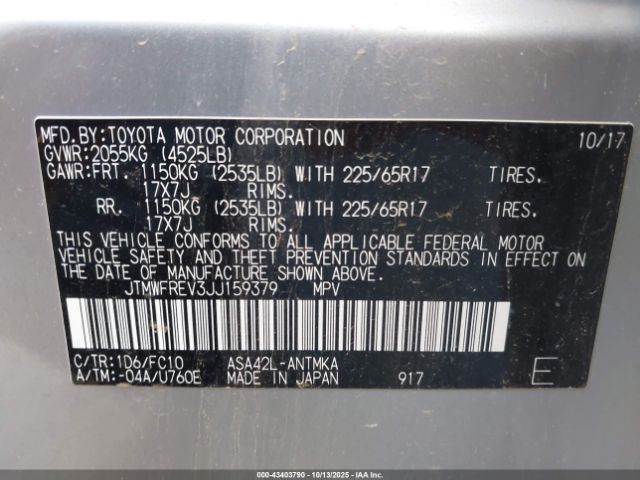 MFD.BY:TOYOTA MOTOR CORPORATION 10/17
GVWR:2055KG (4525LB)
GAWR:FRT. 1150KG (2535LB) WITH 225/65R17 TIRES.
17X7J RIMS.
RR. 1150KG (2535LB) WITH 225/65R17 TIRES.
17X7J RIMS.
THIS VEHICLE CONFORMS TO ALL APPLICABLE FEDERAL MOTOR
VEHICLE SAFETY AND THEFT PREVENTION STANDARDS IN EFFECT ON
THE DATE OF MANUFACTURE SHOWN ABOVE.
JTMWFREV3JJ159379 MPV
C/TR:1D6/FC10 ASA42L-ANTMKA
A/TM:-04A/U760E MADE IN JAPAN 917 E
000-43403790 - 10/13/2025 - IAAI.COM